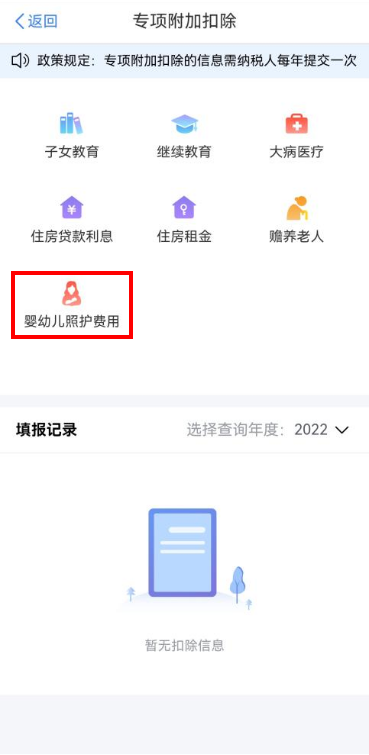 返回 专项附加扣除
政策规定：专项附加扣除的信息需纳税人每年提交一次
子女教育 继续教育 大病医疗
住房贷款利息 住房租金 赡养老人
婴幼儿照护费用
填报记录 选择查询年度：2022
暂无扣除信息